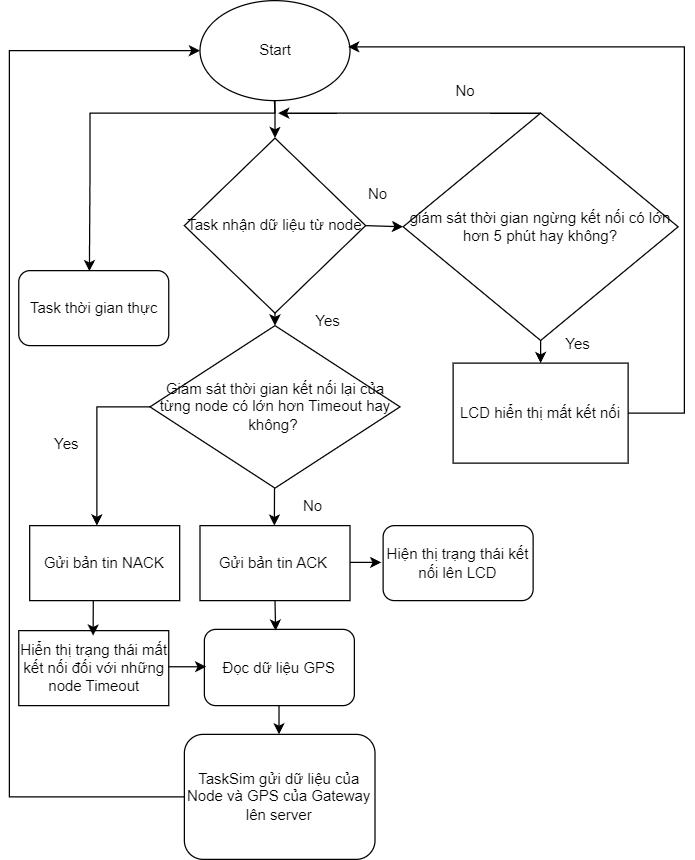 Start
No
No
Task nhận dữ liệu từ node
giám sát thời gian ngừng kết nối có lớn
hơn 5 phút hay không?
Task thời gian thực
Yes
Yes
Giám sát thời gian kết nối lại của
từng node có lớn hơn Timeout hay
không?
LCD hiển thị mất kết nối
Yes
No
Gửi bản tin NACK
Gửi bản tin ACK
Hiện thị trạng thái kết
nối lên LCD
Hiển thị trạng thái mất
kết nối đối với những
node Timeout
Đọc dữ liệu GPS
TaskSim gửi dữ liệu của
Node và GPS của Gateway
lên server